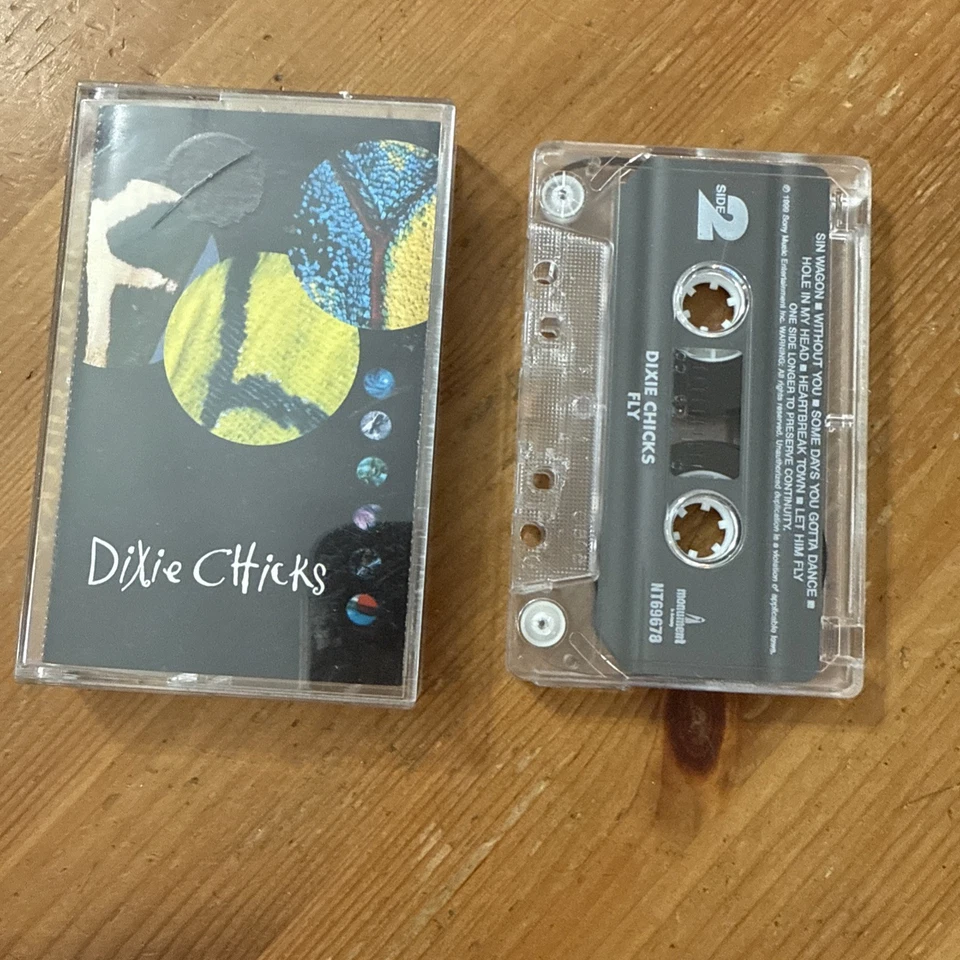 DiXie CHicKs
SIDE
2
℗ 1999 Sony Music Entertainment Inc. WARNING: All rights reserved. Unauthorized duplication is a violation of applicable laws.
SIN WAGON ■ WITHOUT YOU ■ SOME DAYS YOU GOTTA DANCE ■
HOLE IN MY HEAD ■ HEARTBREAK TOWN ■ LET HIM FLY
ONE SIDE LONGER TO PRESERVE CONTINUITY.
DIXIE CHICKS
FLY
monument
NT69678